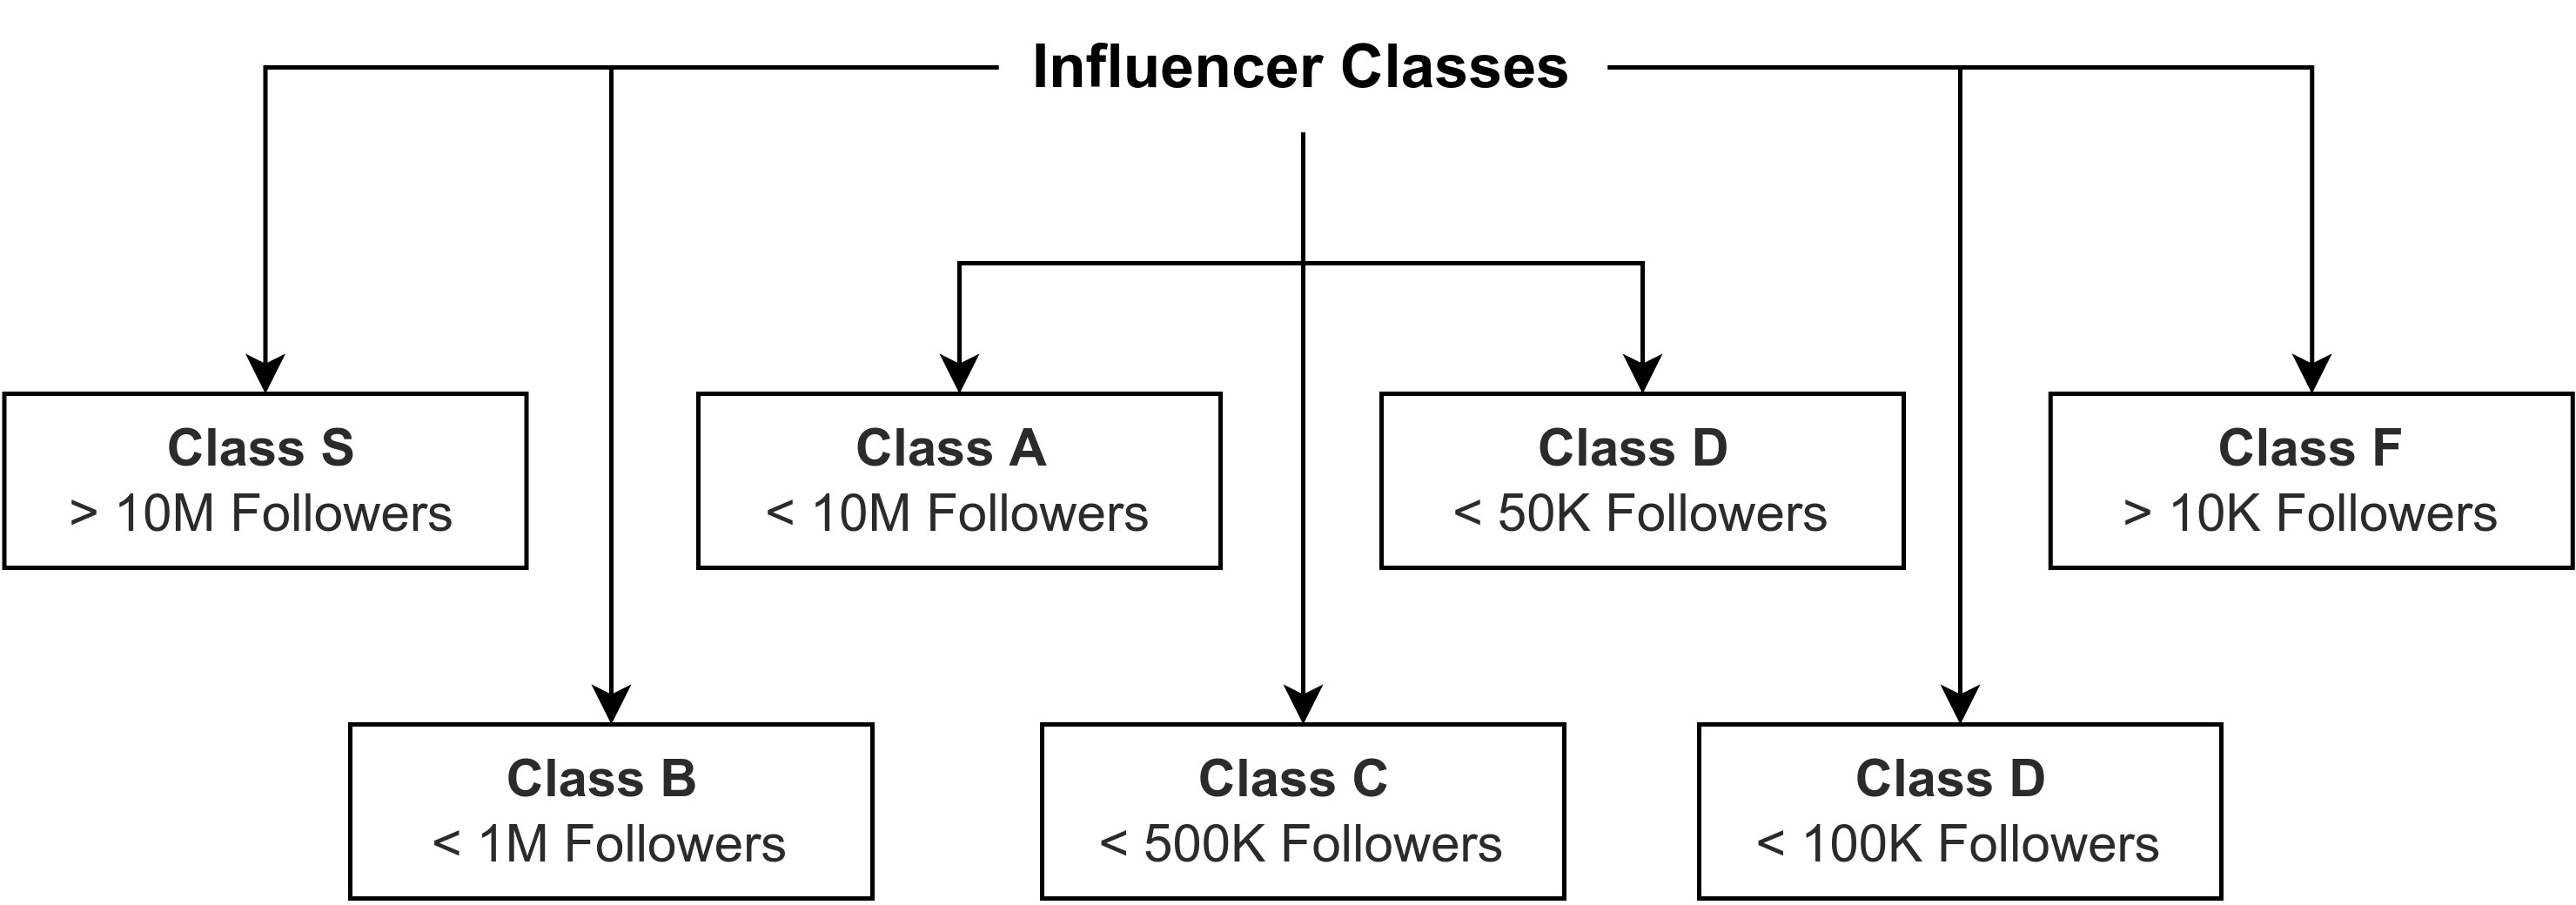 Influencer Classes
Class S
> 10M Followers
Class A
< 10M Followers
Class D
< 50K Followers
Class F
> 10K Followers
Class B
< 1M Followers
Class C
< 500K Followers
Class D
< 100K Followers